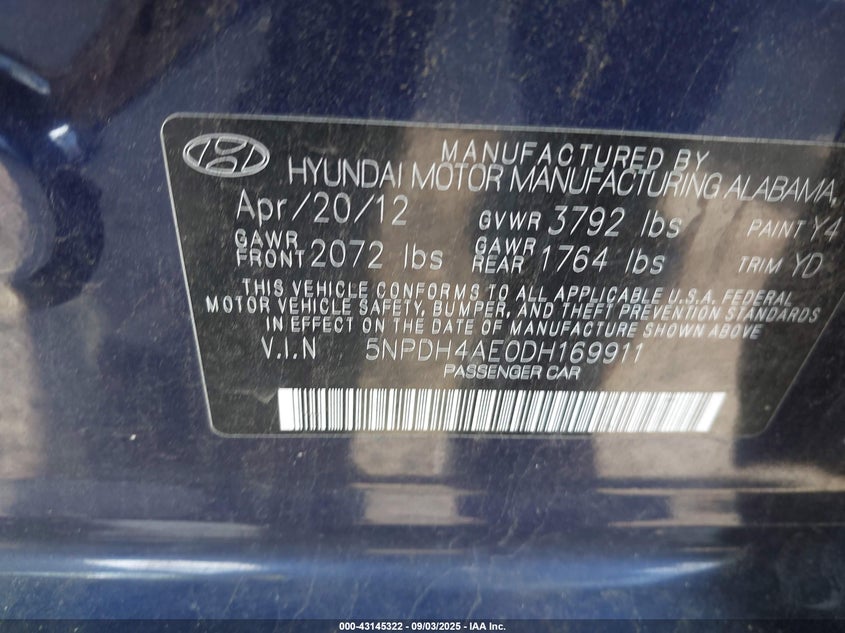 MANUFACTURED BY
HYUNDAI MOTOR MANUFACTURING ALABAMA,
Apr/20/12 GVWR 3792 lbs PAINT Y4
GAWR FRONT 2072 lbs GAWR REAR 1764 lbs TRIM YD
THIS VEHICLE CONFORMS TO ALL APPLICABLE U.S.A. FEDERAL
MOTOR VEHICLE SAFETY, BUMPER, AND THEFT PREVENTION STANDARDS
IN EFFECT ON THE DATE OF MANUFACTURE SHOWN ABOVE
V.I.N 5NPDH4AE0DH169911
PASSENGER CAR
000-43145322 - 09/03/2025 - IAA Inc.